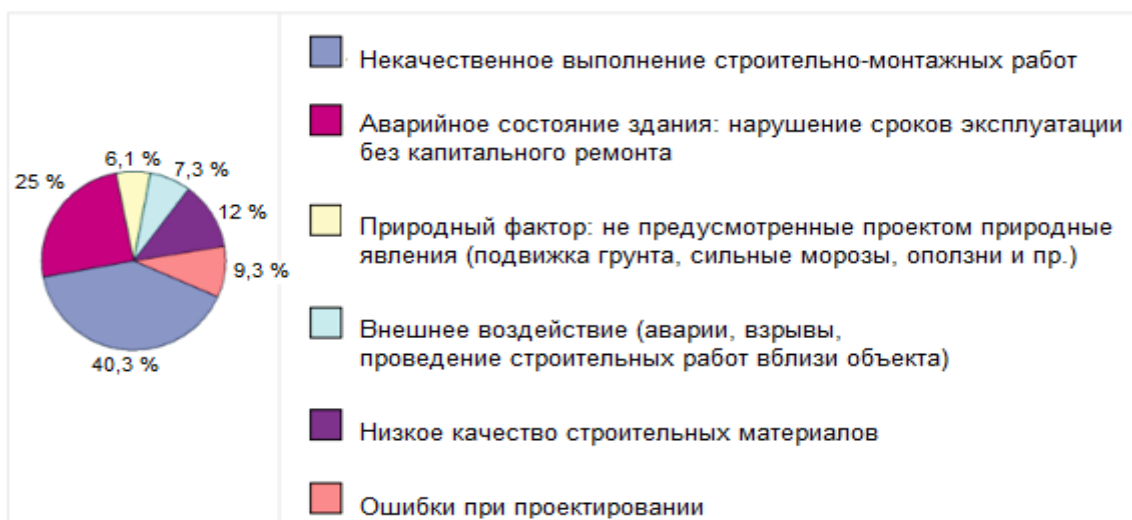 6,1 %
7,3 %
25 %
12 %
9,3 %
40,3 %
Некачественное выполнение строительно-монтажных работ
Аварийное состояние здания: нарушение сроков эксплуатации
без капитального ремонта
Природный фактор: не предусмотренные проектом природные
явления (подвижка грунта, сильные морозы, оползни и пр.)
Внешнее воздействие (аварии, взрывы,
проведение строительных работ вблизи объекта)
Низкое качество строительных материалов
Ошибки при проектировании